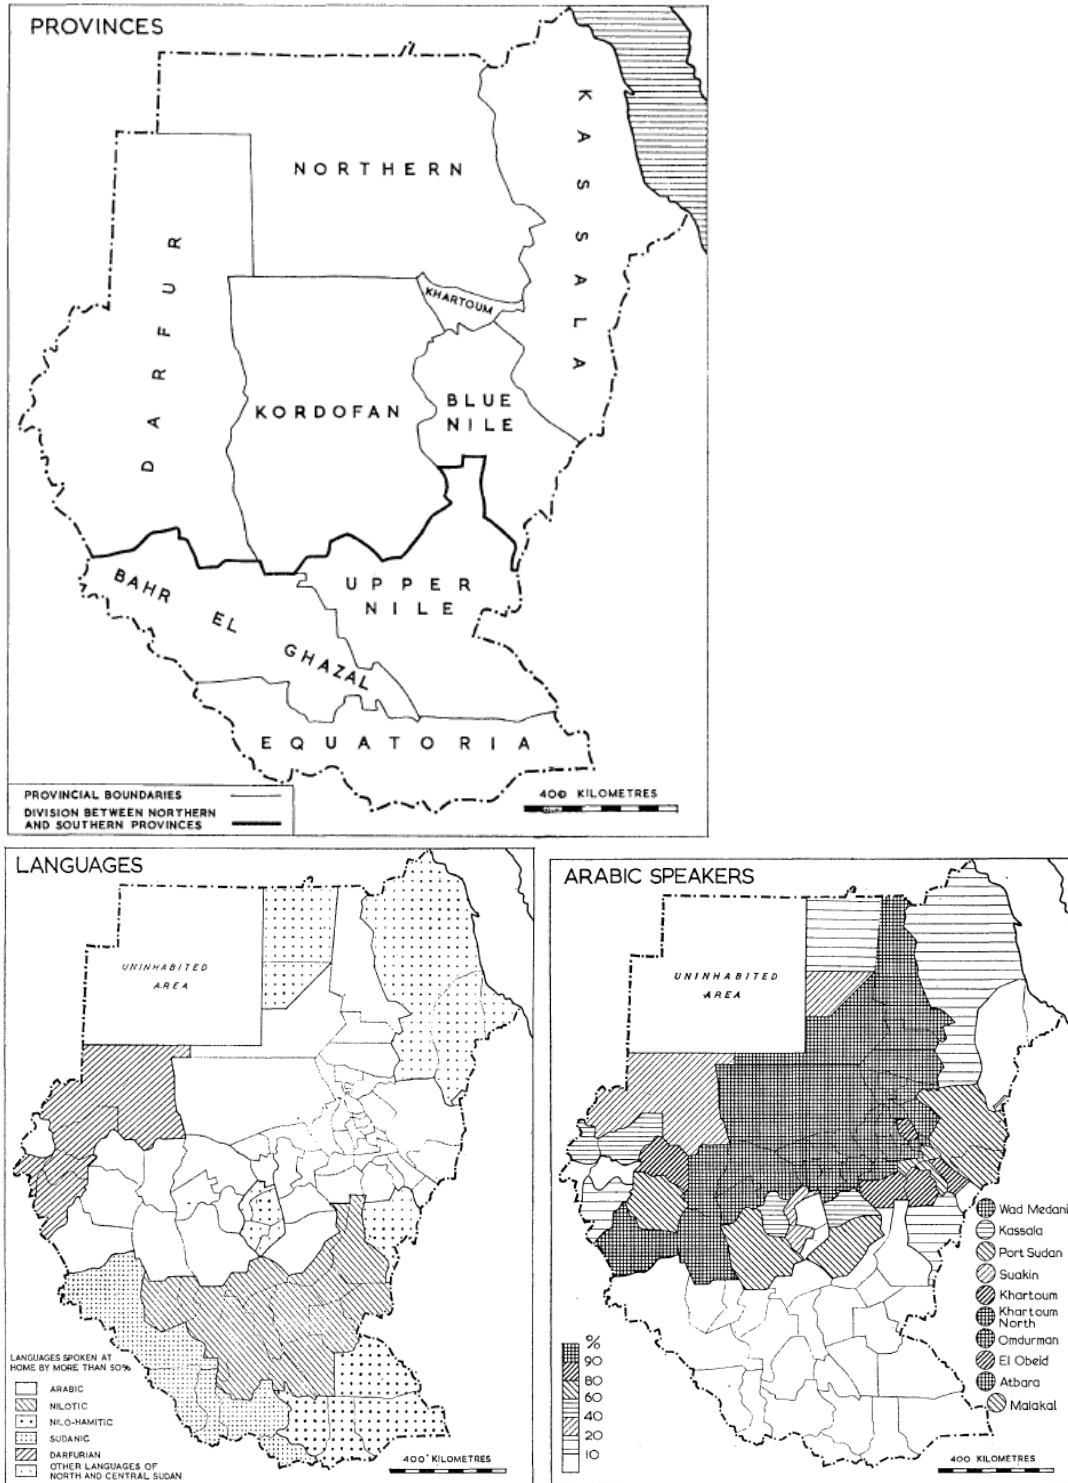 PROVINCES
NORTHERN
KASSALA
DARFUR
KHARTOUM
KORDOFAN
BLUE
NILE
UPPER
NILE
BAHR EL GHAZAL
EQUATORIA
PROVINCIAL BOUNDARIES
DIVISION BETWEEN NORTHERN
AND SOUTHERN PROVINCES
400 KILOMETRES
LANGUAGES
UNINHABITED
AREA
LANGUAGES SPOKEN AT
HOME BY MORE THAN 50%
ARABIC
NILOTIC
NILO-HAMITIC
SUDANIC
DARFURIAN
OTHER LANGUAGES OF
NORTH AND CENTRAL SUDAN
400 KILOMETRES
ARABIC SPEAKERS
UNINHABITED
AREA
Wad Medani
Kassala
Port Sudan
Suakin
Khartoum
Khartoum
North
Omdurman
El Obeid
Atbara
Malakal
%
90
80
60
40
20
10
400 KILOMETRES